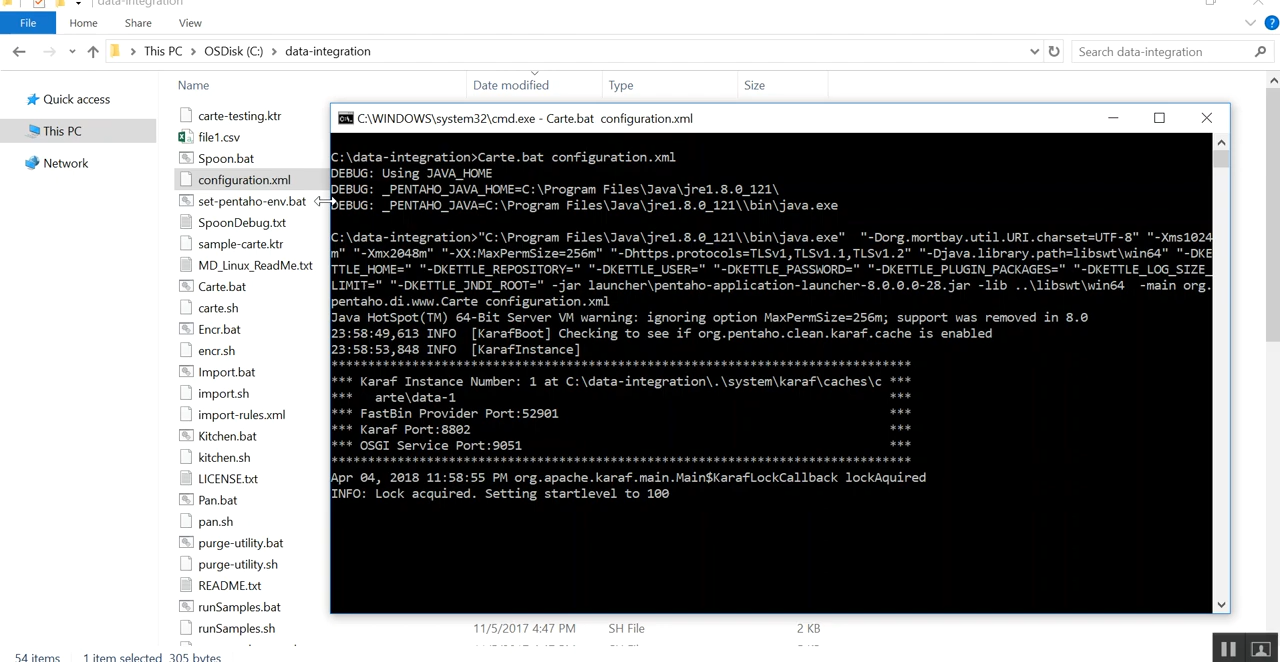 data-integration
File Home Share View
This PC > OSDisk (C:) > data-integration
Search data-integration
Quick access
This PC
Network
Name Date modified Type Size
carte-testing.ktr
file1.csv
Spoon.bat
configuration.xml
set-pentaho-env.bat
SpoonDebug.txt
sample-carte.ktr
MD_Linux_ReadMe.txt
Carte.bat
carte.sh
Encr.bat
encr.sh
Import.bat
import.sh
import-rules.xml
Kitchen.bat
kitchen.sh
LICENSE.txt
Pan.bat
pan.sh
purge-utility.bat
purge-utility.sh
README.txt
runSamples.bat
runSamples.sh 11/5/2017 4:47 PM SH File 2 KB
C:\WINDOWS\system32\cmd.exe - Carte.bat configuration.xml
C:\data-integration>Carte.bat configuration.xml
DEBUG: Using JAVA_HOME
DEBUG: _PENTAHO_JAVA_HOME=C:\Program Files\Java\jre1.8.0_121\
DEBUG: _PENTAHO_JAVA=C:\Program Files\Java\jre1.8.0_121\\bin\java.exe
C:\data-integration>"C:\Program Files\Java\jre1.8.0_121\\bin\java.exe" "-Dorg.mortbay.util.URI.charset=UTF-8" "-Xms1024
m" "-Xmx2048m" "-XX:MaxPermSize=256m" "-Dhttps.protocols=TLSv1,TLSv1.1,TLSv1.2" "-Djava.library.path=libswt\win64" "-DKE
TTLE_HOME=" "-DKETTLE_REPOSITORY=" "-DKETTLE_USER=" "-DKETTLE_PASSWORD=" "-DKETTLE_PLUGIN_PACKAGES=" "-DKETTLE_LOG_SIZE_
LIMIT=" "-DKETTLE_JNDI_ROOT=" -jar launcher\pentaho-application-launcher-8.0.0.0-28.jar -lib ..\libswt\win64 -main org.
pentaho.di.www.Carte configuration.xml
Java HotSpot(TM) 64-Bit Server VM warning: ignoring option MaxPermSize=256m; support was removed in 8.0
23:58:49,613 INFO [KarafBoot] Checking to see if org.pentaho.clean.karaf.cache is enabled
23:58:53,848 INFO [KarafInstance]
*******************************************************************************
*** Karaf Instance Number: 1 at C:\data-integration\.\system\karaf\caches\c ***
*** arte\data-1 ***
*** FastBin Provider Port:52901 ***
*** Karaf Port:8802 ***
*** OSGI Service Port:9051 ***
*******************************************************************************
Apr 04, 2018 11:58:55 PM org.apache.karaf.main.Main$KarafLockCallback lockAquired
INFO: Lock acquired. Setting startlevel to 100
54 items 1 item selected 305 bytes